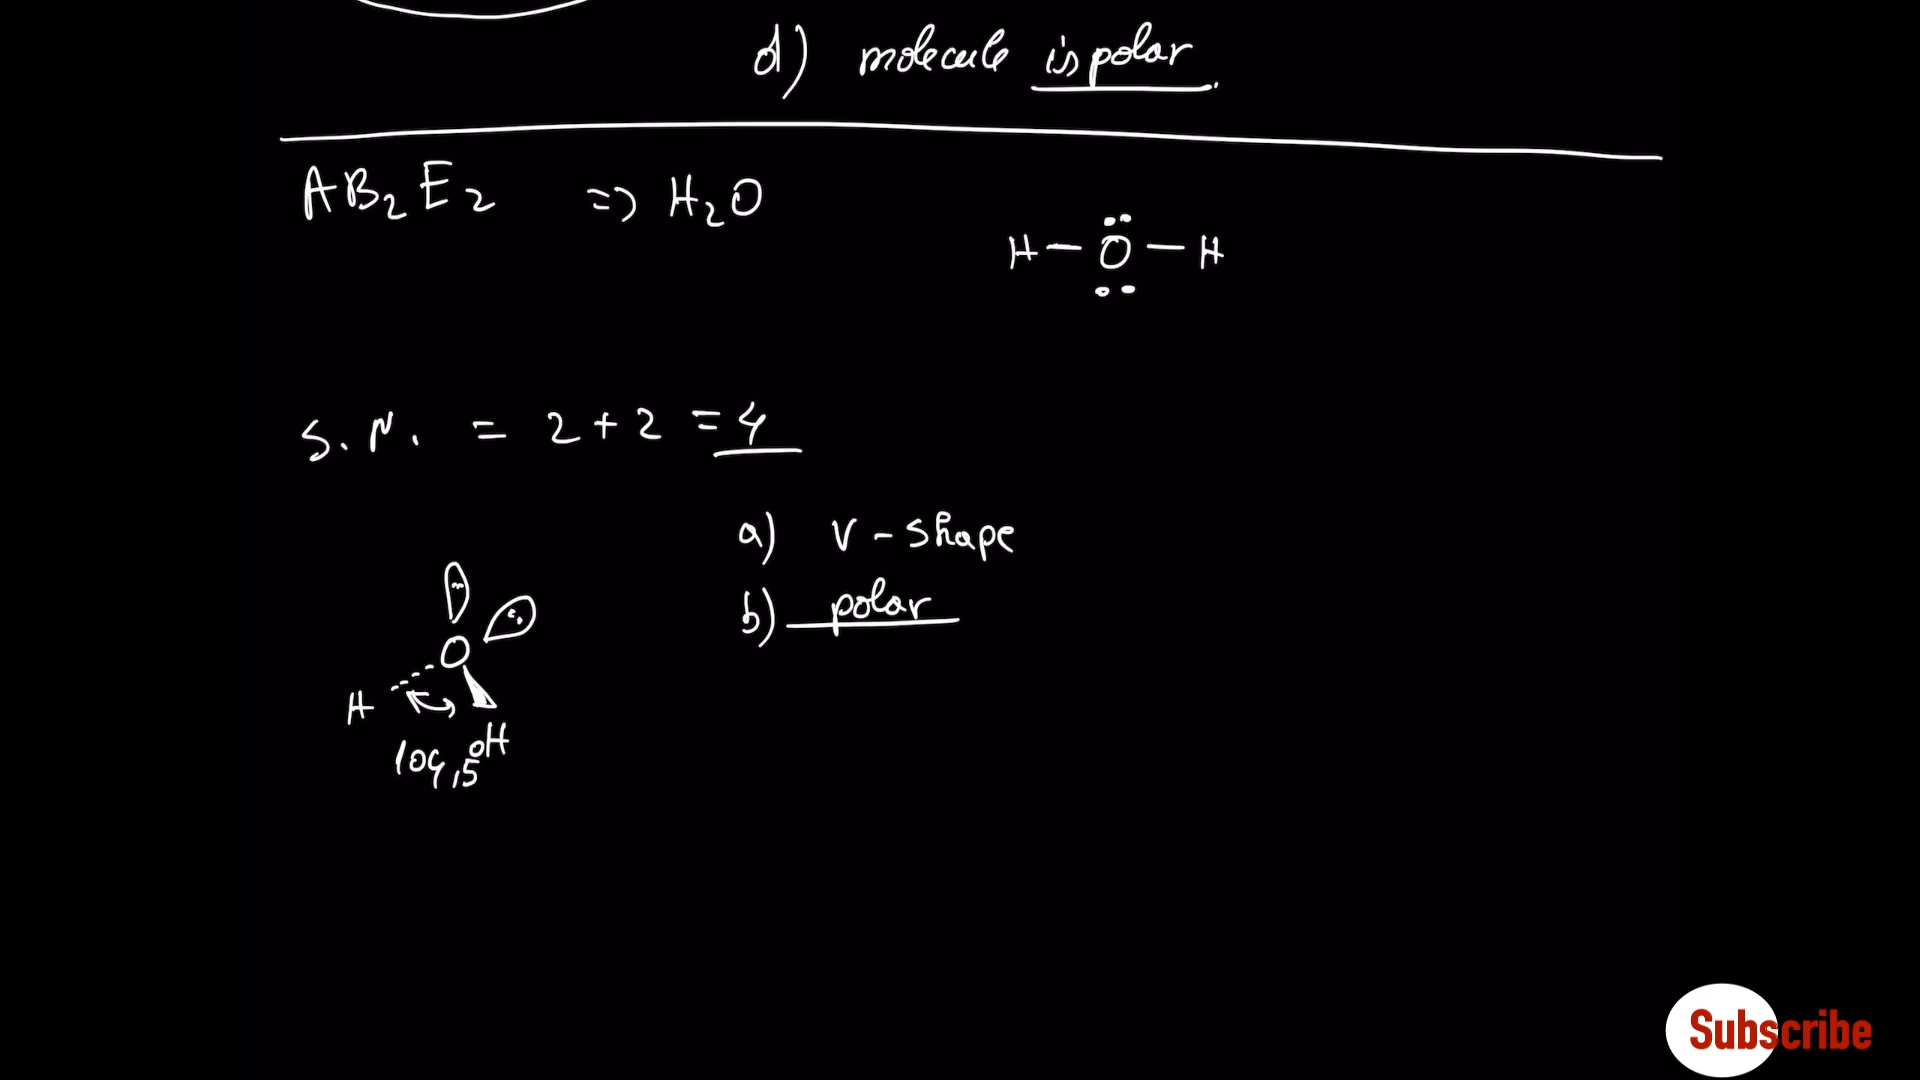 d) molecule is polar.
AB₂E₂ => H₂O
H - O - H
S.N. = 2 + 2 = 4
a) V - shape
b) polar
O
H
H
104,5°
Subscribe